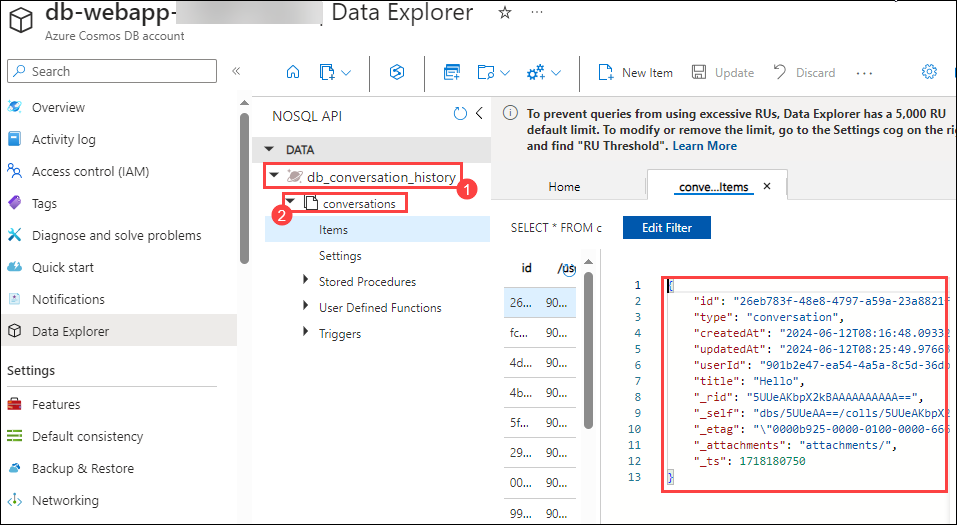 db-webapp- | Data Explorer
Azure Cosmos DB account
Search
Overview
Activity log
Access control (IAM)
Tags
Diagnose and solve problems
Quick start
Notifications
Data Explorer
Settings
Features
Default consistency
Backup & Restore
Networking
New Item
Update
Discard
NOSQL API
DATA
db_conversation_history
1
conversations
2
Items
Settings
Stored Procedures
User Defined Functions
Triggers
To prevent queries from using excessive RUs, Data Explorer has a 5,000 RU
default limit. To modify or remove the limit, go to the Settings cog on the ri
and find "RU Threshold". Learn More
Home
conve...Items
SELECT * FROM c
Edit Filter
id
26... 90...
fc... 90...
4d... 90...
4b... 90...
5f... 90...
29... 90...
00... 90...
99... 90...
1 {
2 "id": "26eb783f-48e8-4797-a59a-23a8821f
3 "type": "conversation",
4 "createdAt": "2024-06-12T08:16:48.09332
5 "updatedAt": "2024-06-12T08:25:49.97663
6 "userId": "901b2e47-ea54-4a5a-8c5d-36db
7 "title": "Hello",
8 "_rid": "5UUeAKbpX2kBAAAAAAAAAA==",
9 "_self": "dbs/5UUeAA==/colls/5UUeAKbpX2
10 "_etag": "\"0000b925-0000-0100-0000-666
11 "_attachments": "attachments/",
12 "_ts": 1718180750
13 }